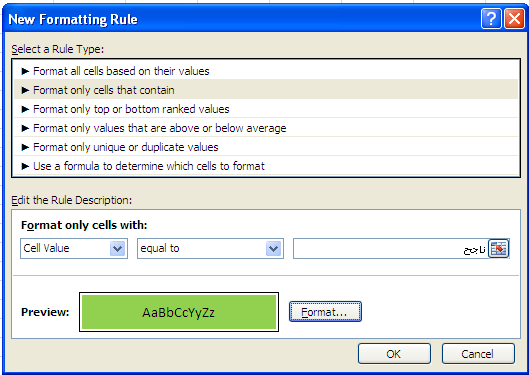 New Formatting Rule
Select a Rule Type:
► Format all cells based on their values
► Format only cells that contain
► Format only top or bottom ranked values
► Format only values that are above or below average
► Format only unique or duplicate values
► Use a formula to determine which cells to format
Edit the Rule Description:
Format only cells with:
Cell Value equal to ناجح
Preview: AaBbCcYyZz Format...
OK Cancel